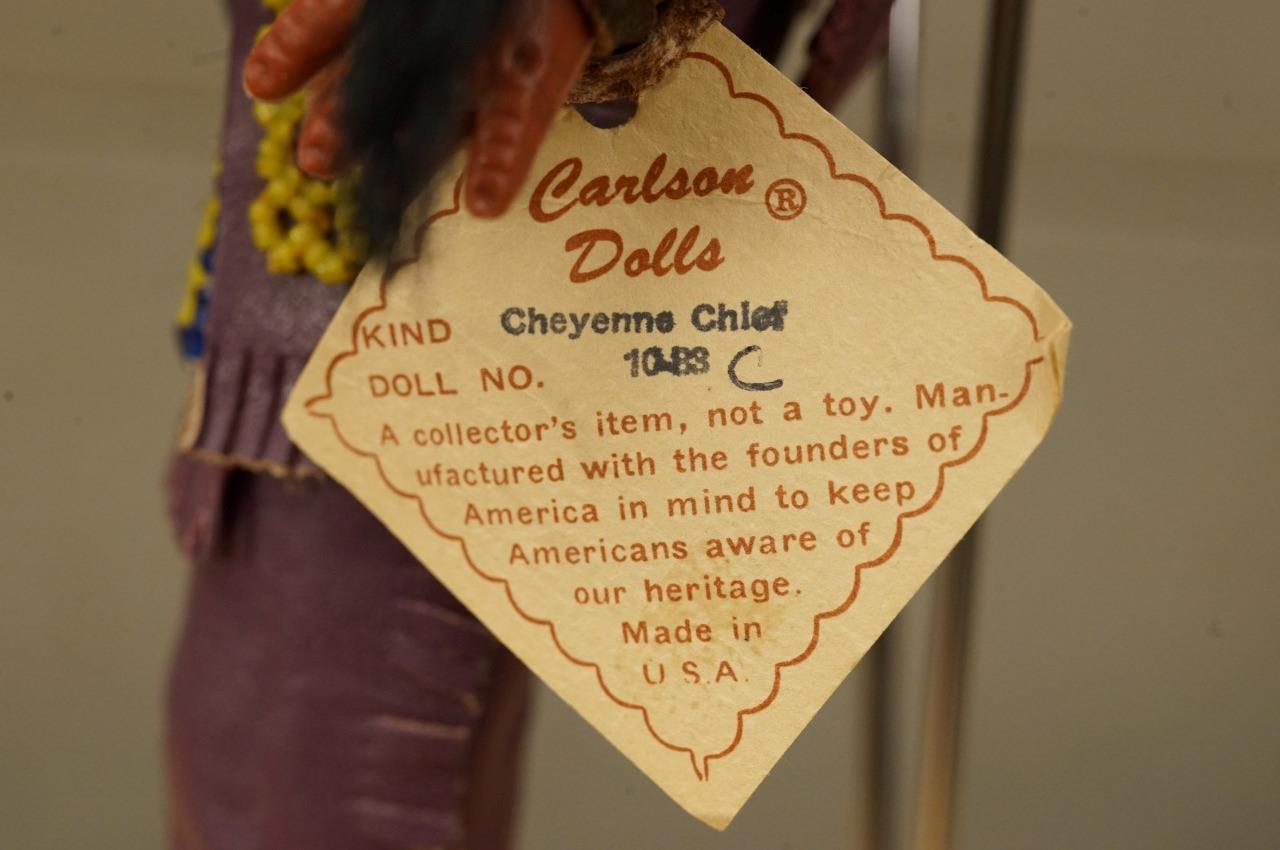 Carlson ®
Dolls
KIND Cheyenne Chief
DOLL NO. C
A collector's item, not a toy. Man-
ufactured with the founders of
America in mind to keep
Americans aware of
our heritage.
Made in
U S.A.